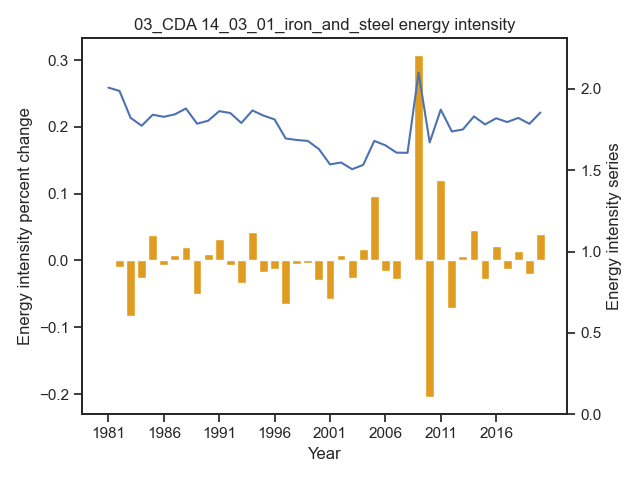 03_CDA 14_03_01_iron_and_steel energy intensity
Energy intensity percent change
0.3
0.2
0.1
0.0
−0.1
−0.2
2.0
1.5
1.0
0.5
0.0
Energy intensity series
1981 1986 1991 1996 2001 2006 2011 2016
Year